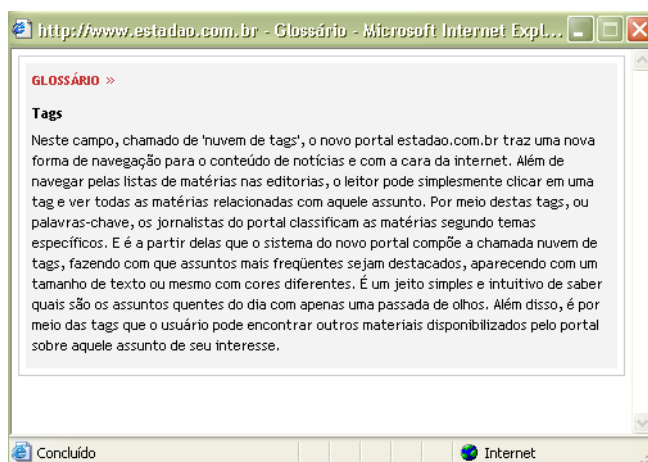 http://www.estadao.com.br - Glossário - Microsoft Internet Expl...
GLOSSÁRIO »
Tags
Neste campo, chamado de 'nuvem de tags', o novo portal estadao.com.br traz uma nova
forma de navegação para o conteúdo de notícias e com a cara da internet. Além de
navegar pelas listas de matérias nas editorias, o leitor pode simplesmente clicar em uma
tag e ver todas as matérias relacionadas com aquele assunto. Por meio destas tags, ou
palavras-chave, os jornalistas do portal classificam as matérias segundo temas
específicos. E é a partir delas que o sistema do novo portal compõe a chamada nuvem de
tags, fazendo com que assuntos mais freqüentes sejam destacados, aparecendo com um
tamanho de texto ou mesmo com cores diferentes. É um jeito simples e intuitivo de saber
quais são os assuntos quentes do dia com apenas uma passada de olhos. Além disso, é por
meio das tags que o usuário pode encontrar outros materiais disponibilizados pelo portal
sobre aquele assunto de seu interesse.
Concluído
Internet